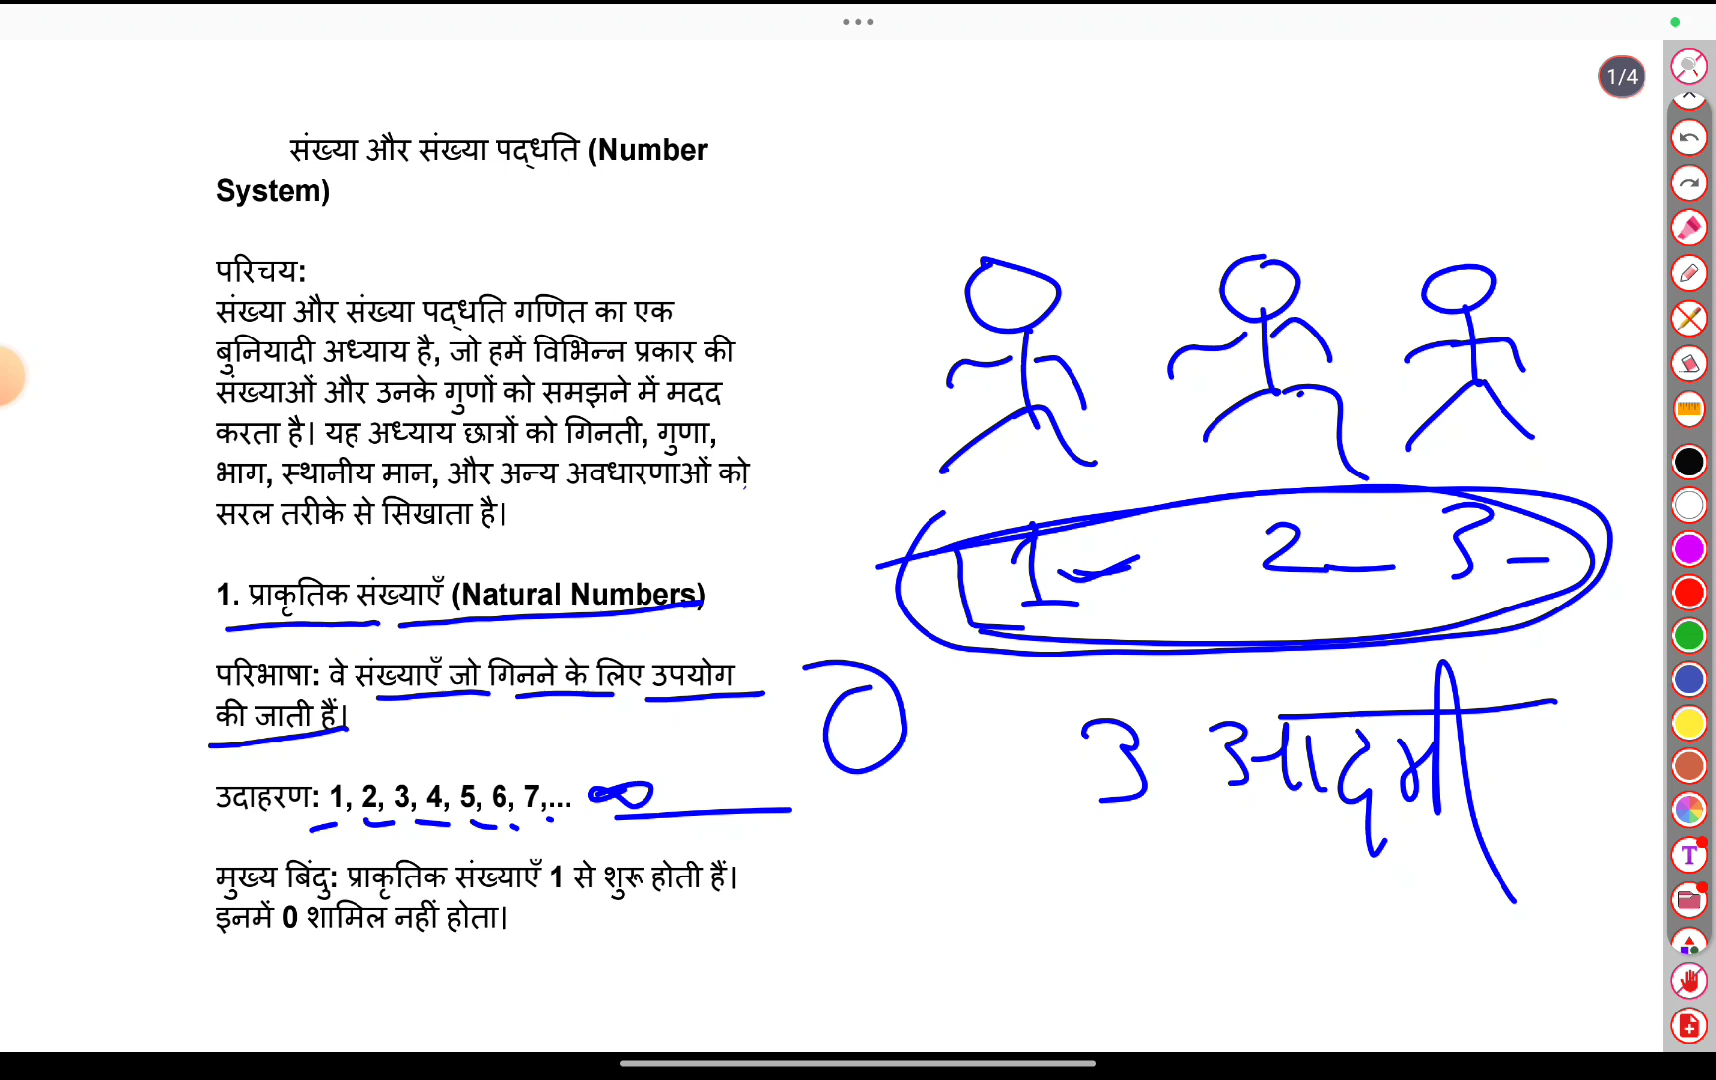 1/4
संख्या और संख्या पद्धति (Number
System)
परिचय:
संख्या और संख्या पद्धति गणित का एक
बुनियादी अध्याय है, जो हमें विभिन्न प्रकार की
संख्याओं और उनके गुणों को समझने में मदद
करता है। यह अध्याय छात्रों को गिनती, गुणा,
भाग, स्थानीय मान, और अन्य अवधारणाओं को
सरल तरीके से सिखाता है।
1. प्राकृतिक संख्याएँ (Natural Numbers)
परिभाषा: वे संख्याएँ जो गिनने के लिए उपयोग
की जाती हैं।
उदाहरण: 1, 2, 3, 4, 5, 6, 7,... ∞
मुख्य बिंदु: प्राकृतिक संख्याएँ 1 से शुरू होती हैं।
इनमें 0 शामिल नहीं होता।
1 2 3
0
3 आदमी
T